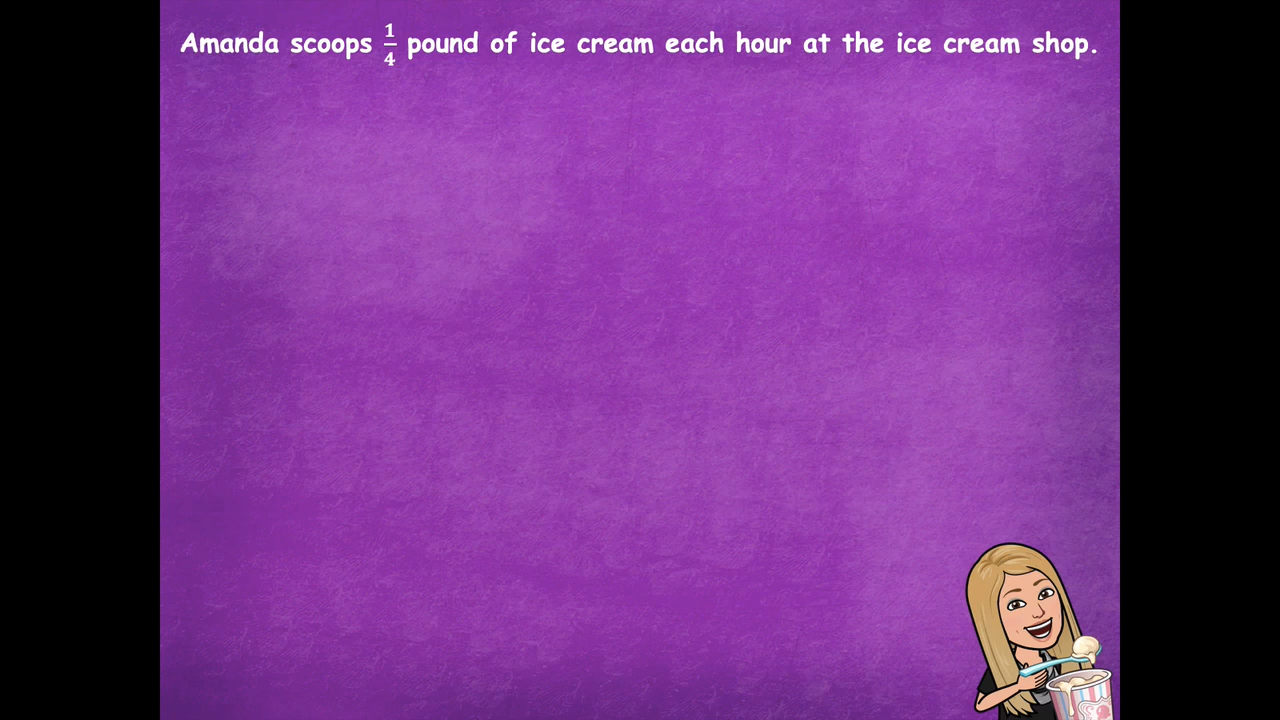 Amanda scoops 1/4 pound of ice cream each hour at the ice cream shop.